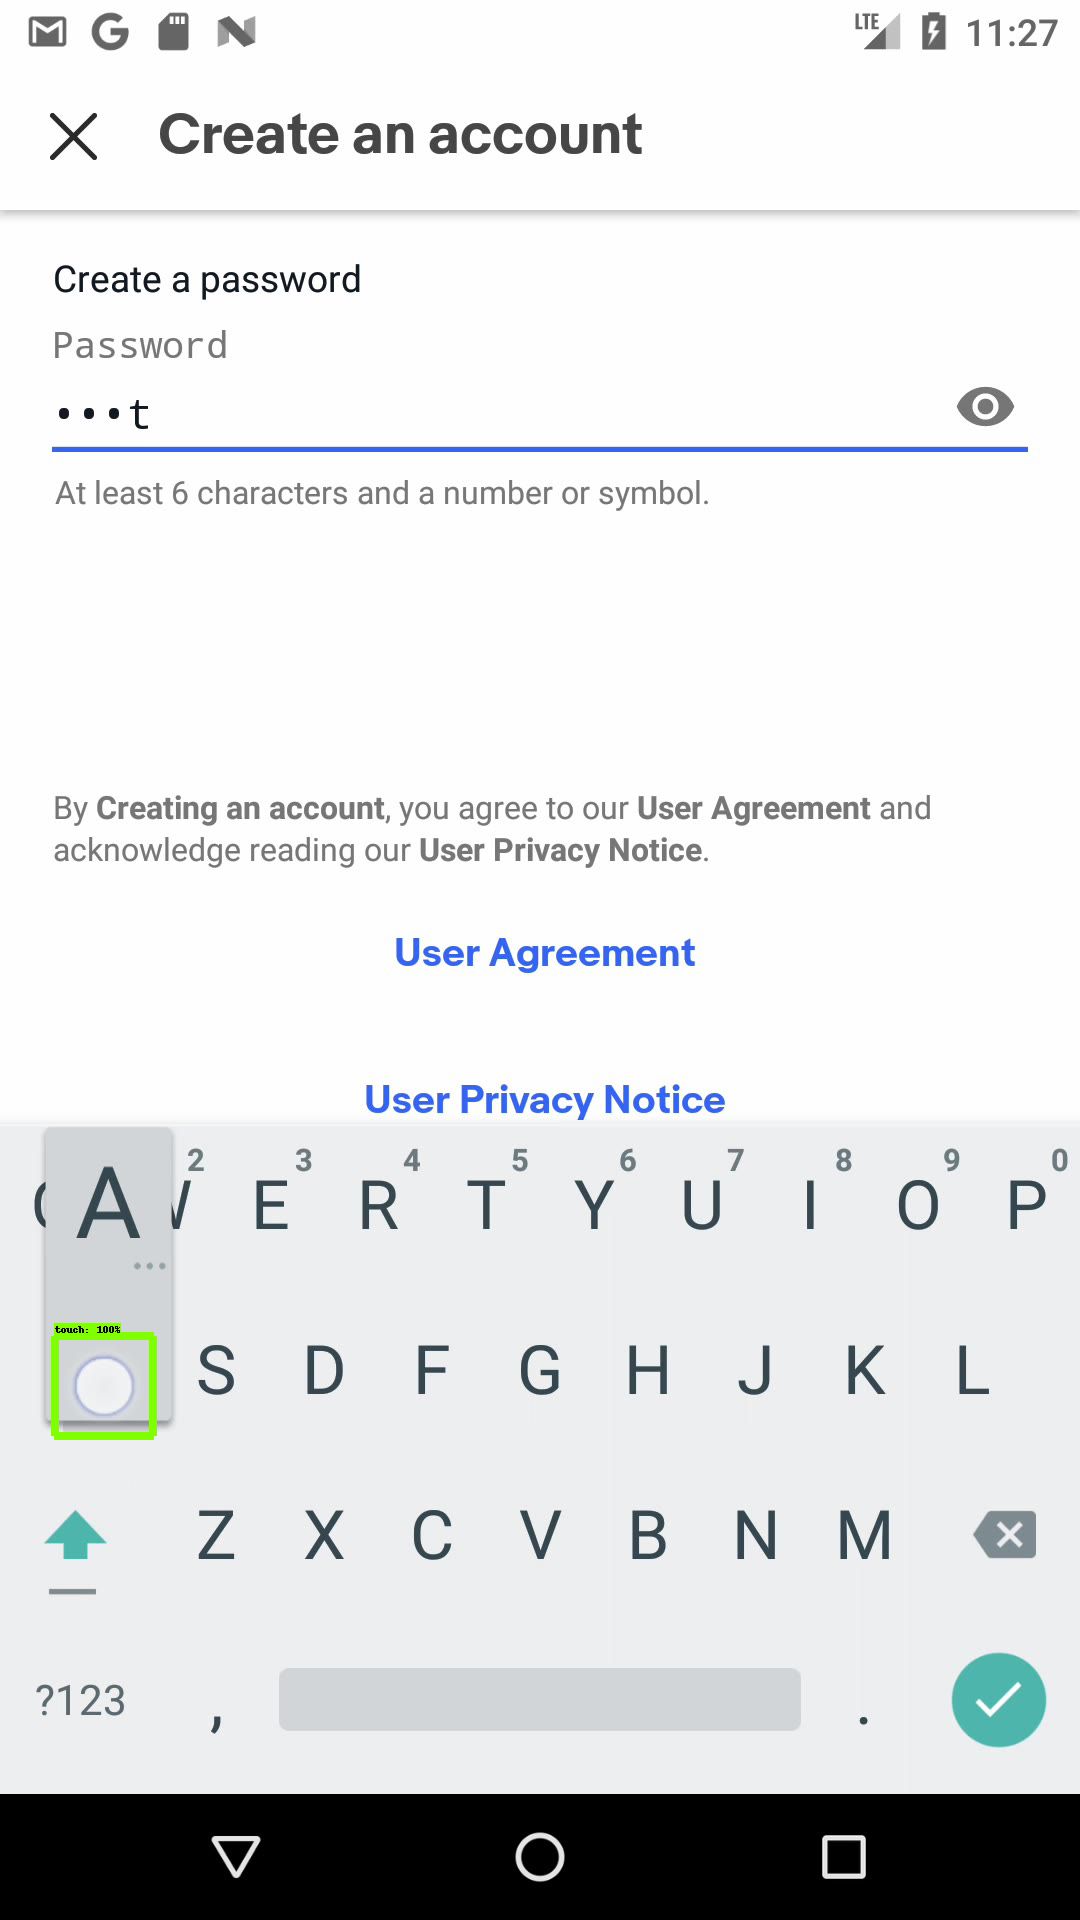 LTE 11:27
Create an account
Create a password
Password
•••t
At least 6 characters and a number or symbol.
By Creating an account, you agree to our User Agreement and
acknowledge reading our User Privacy Notice.
User Agreement
User Privacy Notice
2 3 4 5 6 7 8 9 0
A E R T Y U I O P
touch: 100%
S D F G H J K L
Z X C V B N M
?123 , .